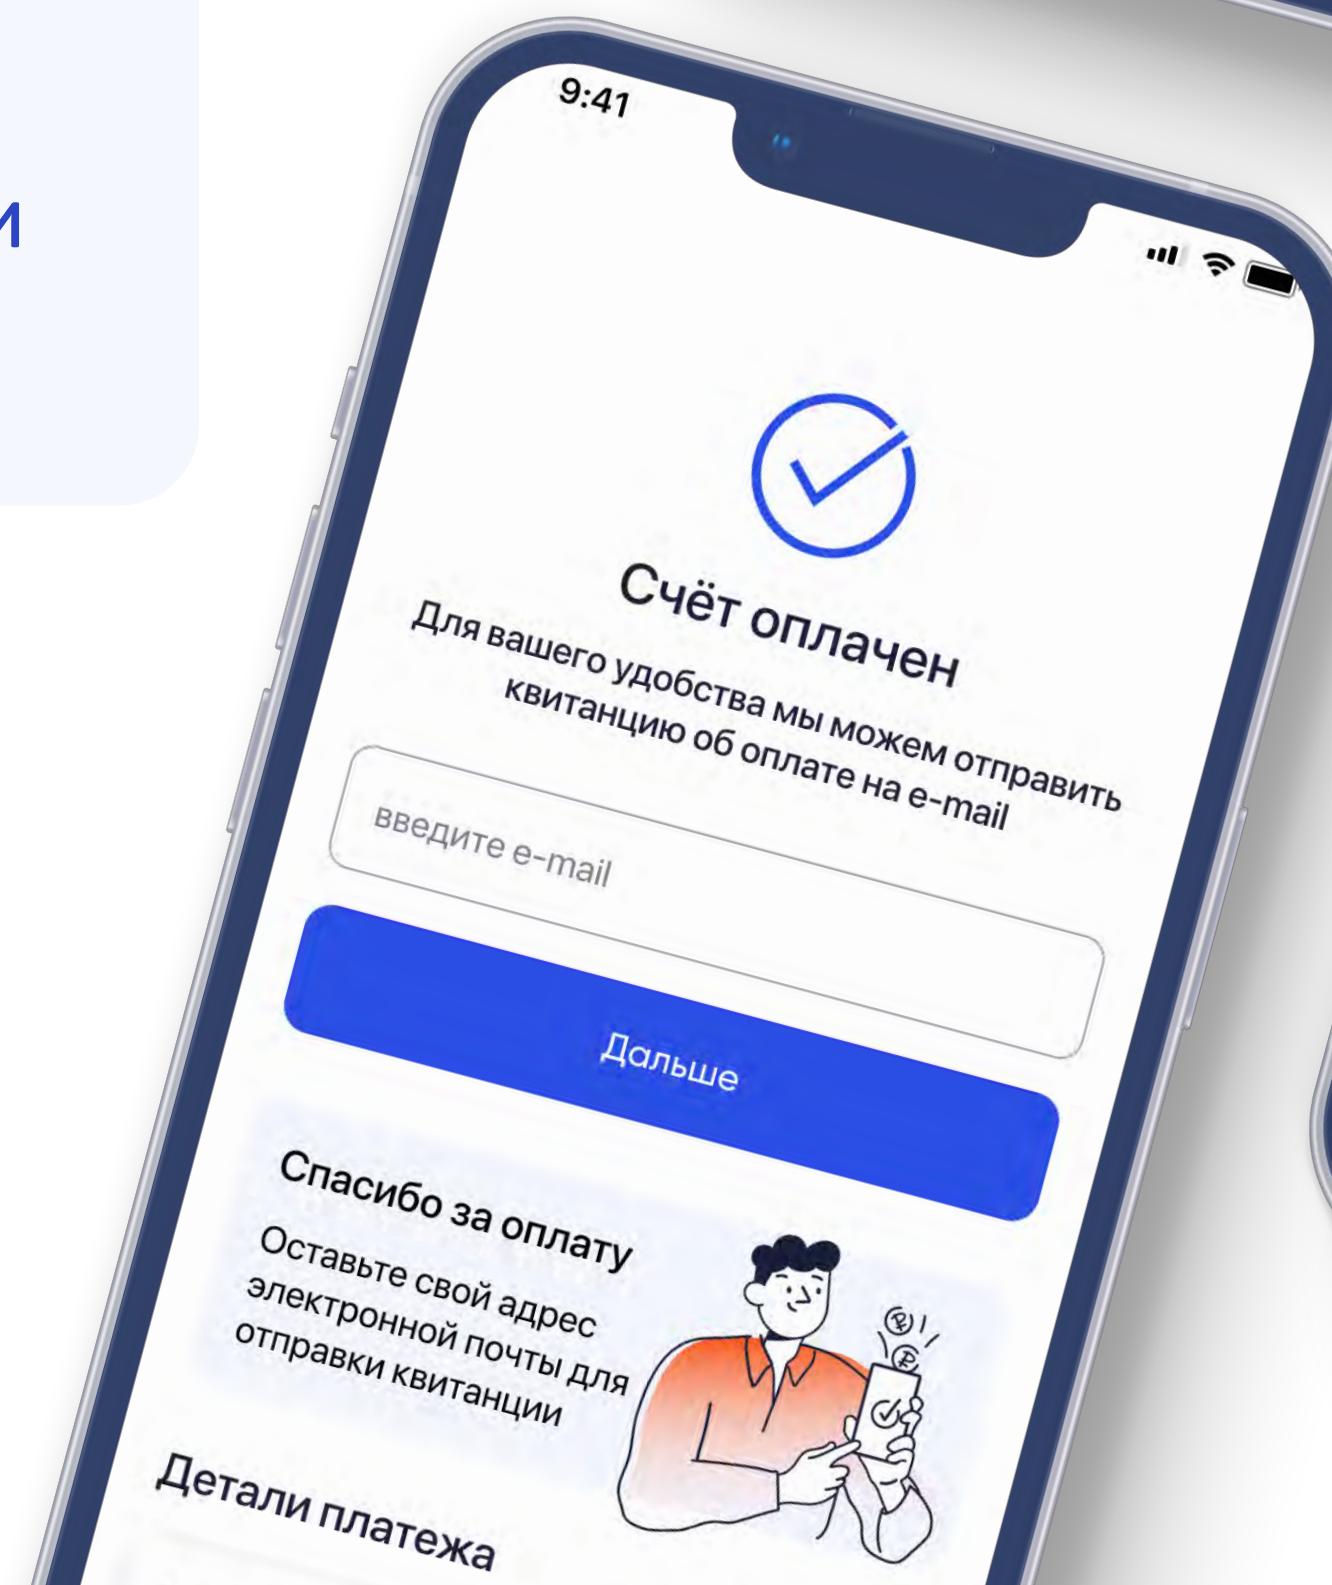 и
9:41
Счёт оплачен
Для вашего удобства мы можем отправить
квитанцию об оплате на e-mail
введите e-mail
Дальше
Спасибо за оплату
Оставьте свой адрес
электронной почты для
отправки квитанции
Детали платежа